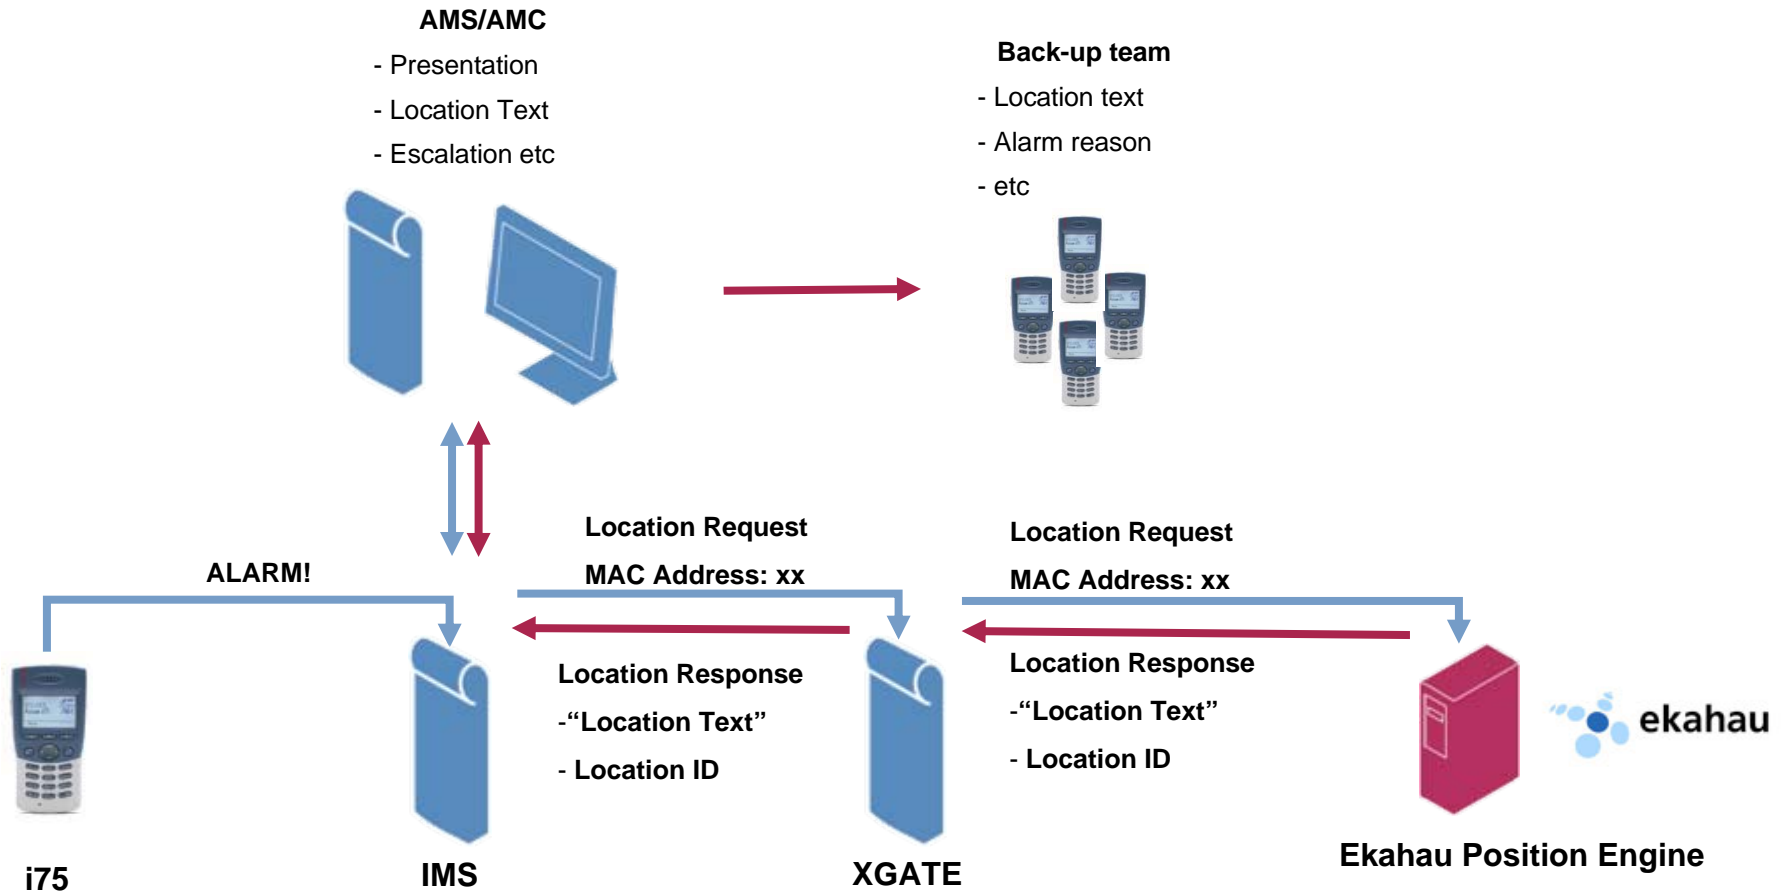 AMS/AMC
- Presentation
- Location Text
- Escalation etc
Back-up team
- Location text
- Alarm reason
- etc
ALARM!
Location Request
MAC Address: xx
Location Request
MAC Address: xx
Location Response
-“Location Text”
- Location ID
Location Response
-“Location Text”
- Location ID
ekahau
i75
IMS
XGATE
Ekahau Position Engine